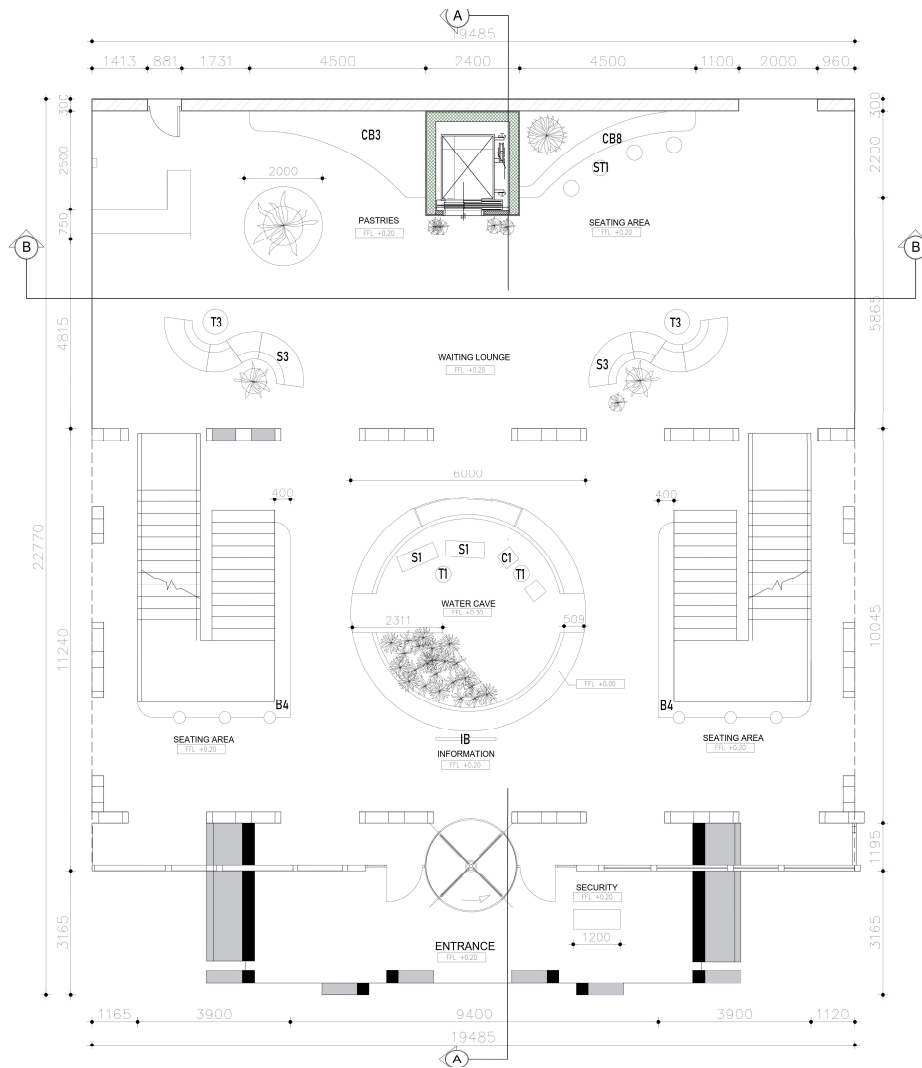 A
19485
1413 881 1731 4500 2400 4500 1100 2000 960
300
300
CB3
CB8
2500
2230
ST1
2000
750
PASTRIES
FFL +0.20
SEATING AREA
FFL +0.20
B
B
4815
5865
T3
T3
S3
S3
WAITING LOUNGE
FFL +0.20
6000
400
400
22770
S1
S1
C1
T1
T1
WATER CAVE
FFL +0.30
2311
509
11240
10045
FFL +0.00
B4
B4
SEATING AREA
FFL +0.20
IB
INFORMATION
FFL +0.20
SEATING AREA
FFL +0.20
1195
SECURITY
FFL +0.20
3165
3165
1200
ENTRANCE
FFL +0.20
1165 3900 9400 3900 1120
19485
A